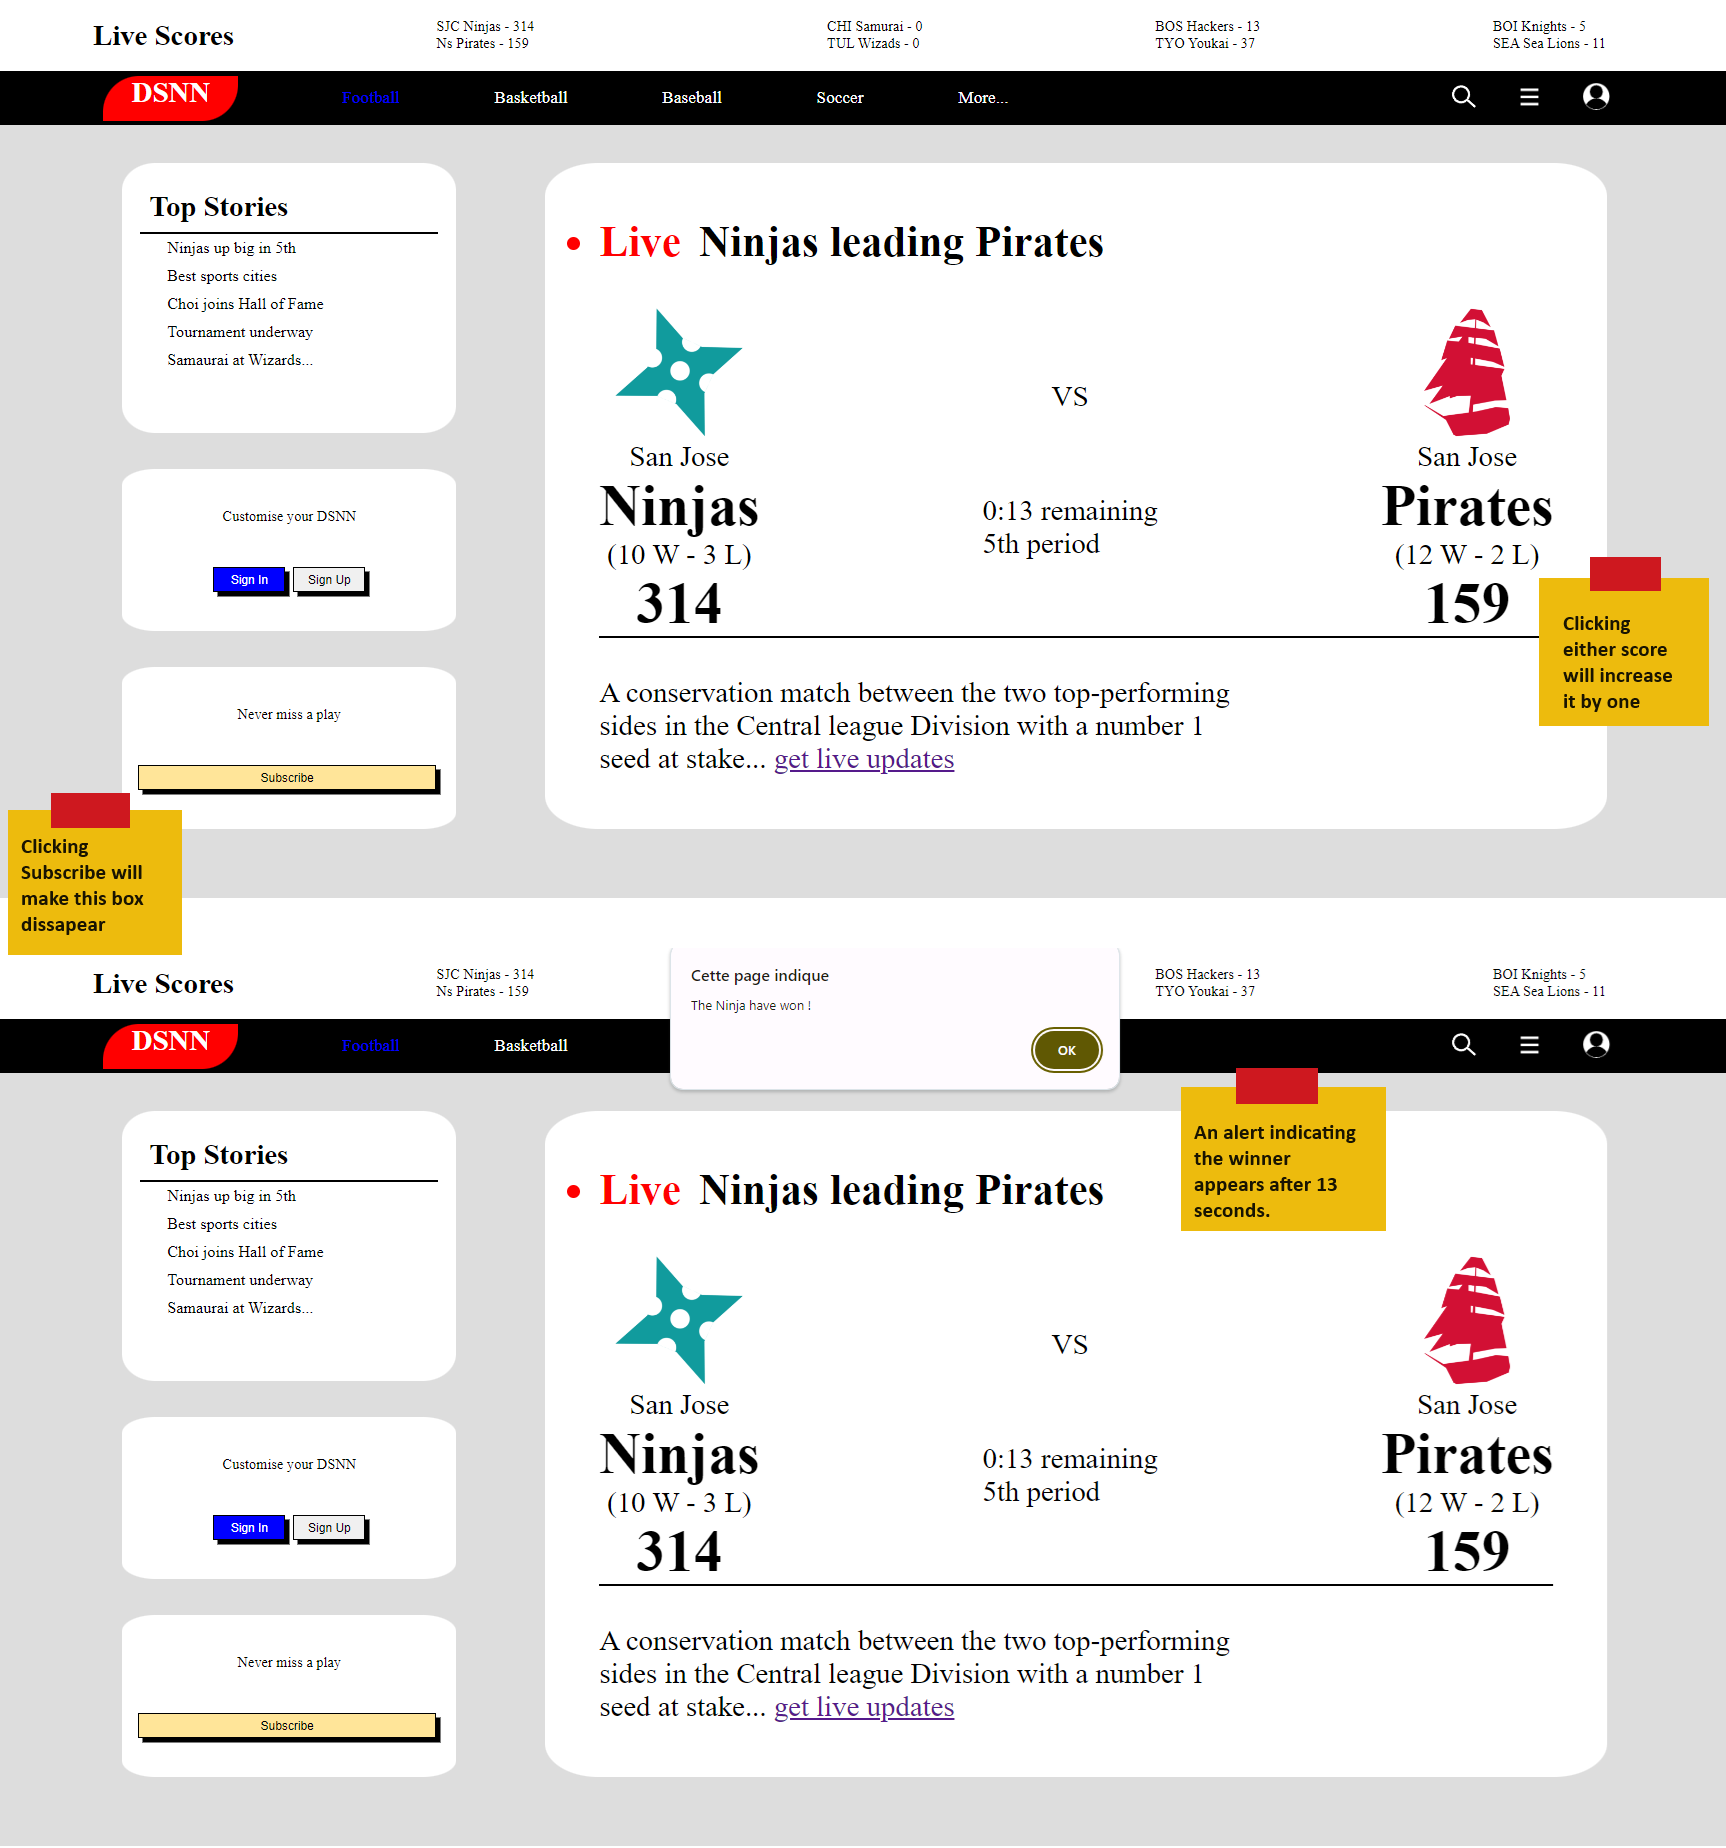 Live Scores
SJC Ninjas - 314
Ns Pirates - 159
CHI Samurai - 0
TUL Wizads - 0
BOS Hackers - 13
TYO Youkai - 37
BOI Knights - 5
SEA Sea Lions - 11
DSNN
Football
Basketball
Baseball
Soccer
More...
Top Stories
Ninjas up big in 5th
Best sports cities
Choi joins Hall of Fame
Tournament underway
Samaurai at Wizards...
Customise your DSNN
Sign In
Sign Up
Never miss a play
Subscribe
Clicking
Subscribe will
make this box
dissapear
Live Ninjas leading Pirates
VS
San Jose
Ninjas
(10 W - 3 L)
314
0:13 remaining
5th period
San Jose
Pirates
(12 W - 2 L)
159
Clicking
either score
will increase
it by one
A conservation match between the two top-performing
sides in the Central league Division with a number 1
seed at stake... get live updates
Live Scores
SJC Ninjas - 314
Ns Pirates - 159
Cette page indique
The Ninja have won !
OK
BOS Hackers - 13
TYO Youkai - 37
BOI Knights - 5
SEA Sea Lions - 11
DSNN
Football
Basketball
An alert indicating
the winner
appears after 13
seconds.
Top Stories
Ninjas up big in 5th
Best sports cities
Choi joins Hall of Fame
Tournament underway
Samaurai at Wizards...
Customise your DSNN
Sign In
Sign Up
Never miss a play
Subscribe
Live Ninjas leading Pirates
VS
San Jose
Ninjas
(10 W - 3 L)
314
0:13 remaining
5th period
San Jose
Pirates
(12 W - 2 L)
159
A conservation match between the two top-performing
sides in the Central league Division with a number 1
seed at stake... get live updates